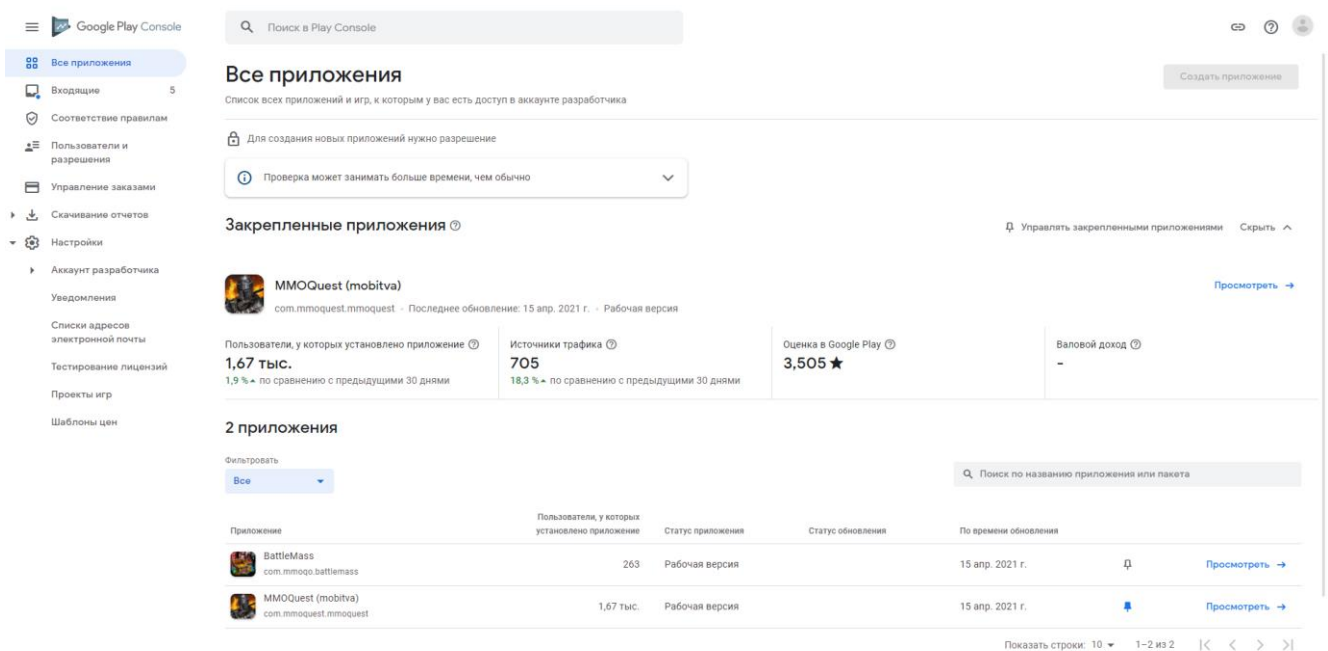 Google Play Console
Поиск в Play Console
Все приложения
Входящие 5
Соответствие правилам
Пользователи и
разрешения
Управление заказами
Скачивание отчетов
Настройки
Аккаунт разработчика
Уведомления
Списки адресов
электронной почты
Тестирование лицензий
Проекты игр
Шаблоны цен
Все приложения
Создать приложение
Список всех приложений и игр, к которым у вас есть доступ в аккаунте разработчика
Для создания новых приложений нужно разрешение
Проверка может занимать больше времени, чем обычно
Закрепленные приложения
Управлять закрепленными приложениями Скрыть
MMOQuest (mobitva)
Просмотреть →
com.mmoquest.mmoquest · Последнее обновление: 15 апр. 2021 г. · Рабочая версия
Пользователи, у которых установлено приложение
1,67 тыс.
1,9 % по сравнению с предыдущими 30 днями
Источники трафика
705
18,3 % по сравнению с предыдущими 30 днями
Оценка в Google Play
3,505 ★
Валовой доход
-
2 приложения
Фильтровать
Все
Поиск по названию приложения или пакета
Приложение
Пользователи, у которых
установлено приложение
Статус приложения
Статус обновления
По времени обновления
BattleMass
com.mmoqo.battlemass
263 Рабочая версия 15 апр. 2021 г. Просмотреть →
MMOQuest (mobitva)
com.mmoquest.mmoquest
1,67 тыс. Рабочая версия 15 апр. 2021 г. Просмотреть →
Показать строки: 10 1–2 из 2